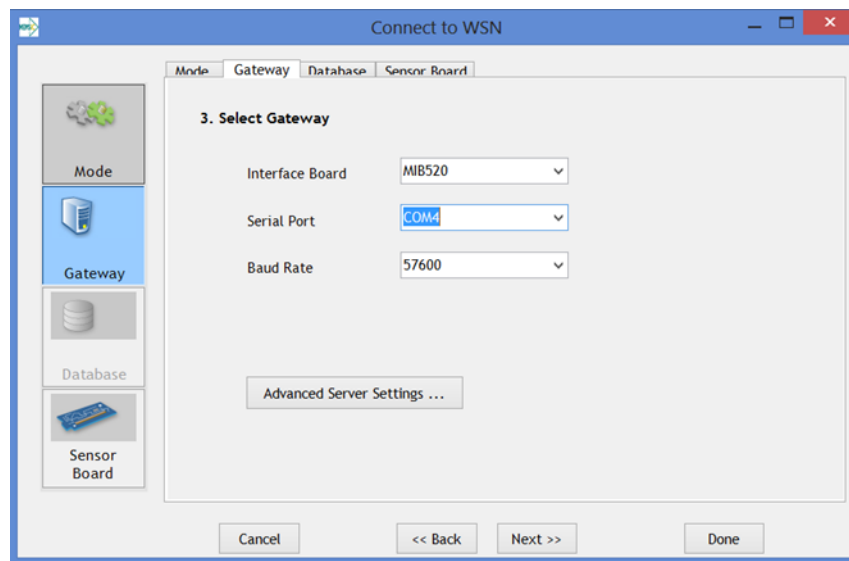 Connect to WSN
Mode Gateway Database Sensor Board
Mode
Gateway
Database
Sensor
Board
3. Select Gateway
Interface Board MIB520
Serial Port COM4
Baud Rate 57600
Advanced Server Settings ...
Cancel << Back Next >> Done